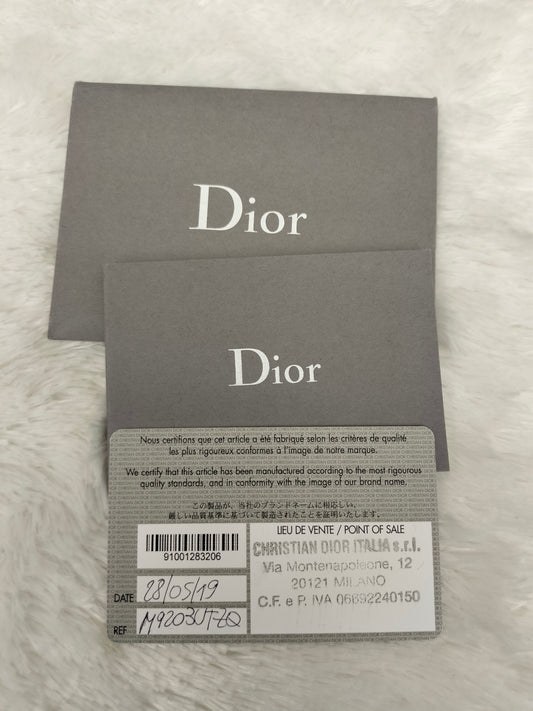 Dior
Dior
Nous certifions que cet article a été fabriqué selon les critères de qualité
les plus rigoureux conformes à l'image de notre marque.
We certify that this article has been manufactured according to the most rigourous
quality standards, and in conformity with the image of our brand name.
この製品が、当社のブランドネームに相応しい、
厳しい品質基準に基づいて製造されたことを証明いたします。
LIEU DE VENTE / POINT OF SALE
CHRISTIAN DIOR ITALIA s.r.l.
Via Montenapoleone, 12
20121 MILANO
C.F. e P. IVA 06692240150
91001283206
DATE 28/05/19
REF M9203UTZQ